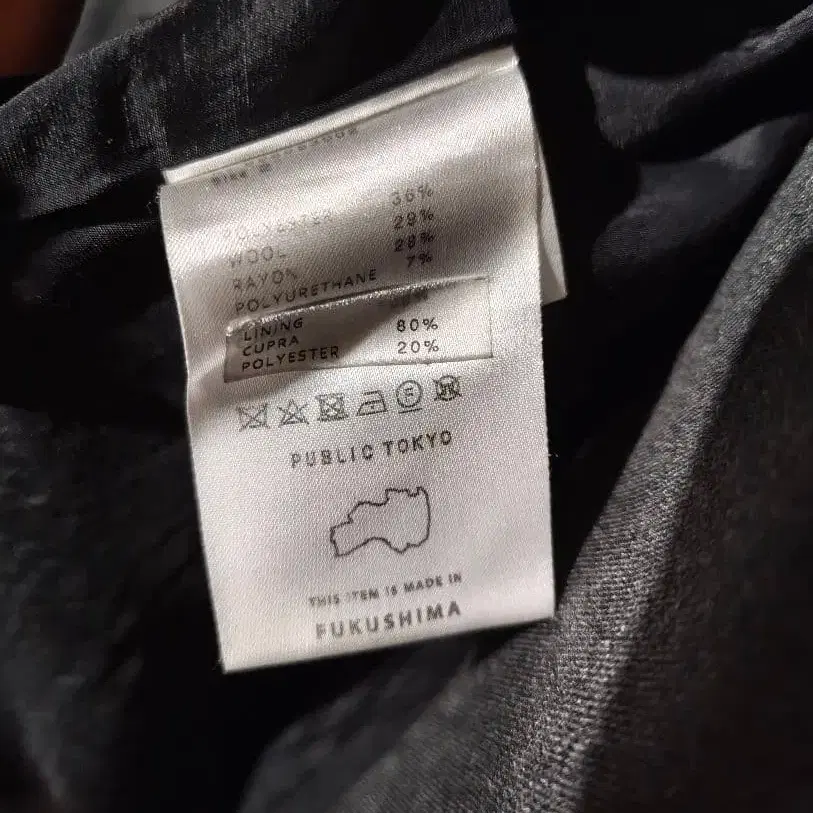 POLYESTER 36%
WOOL 29%
RAYON 28%
POLYURETHANE 7%
LINING
CUPRA 80%
POLYESTER 20%
PUBLIC TOKYO
THIS ITEM IS MADE IN
FUKUSHIMA